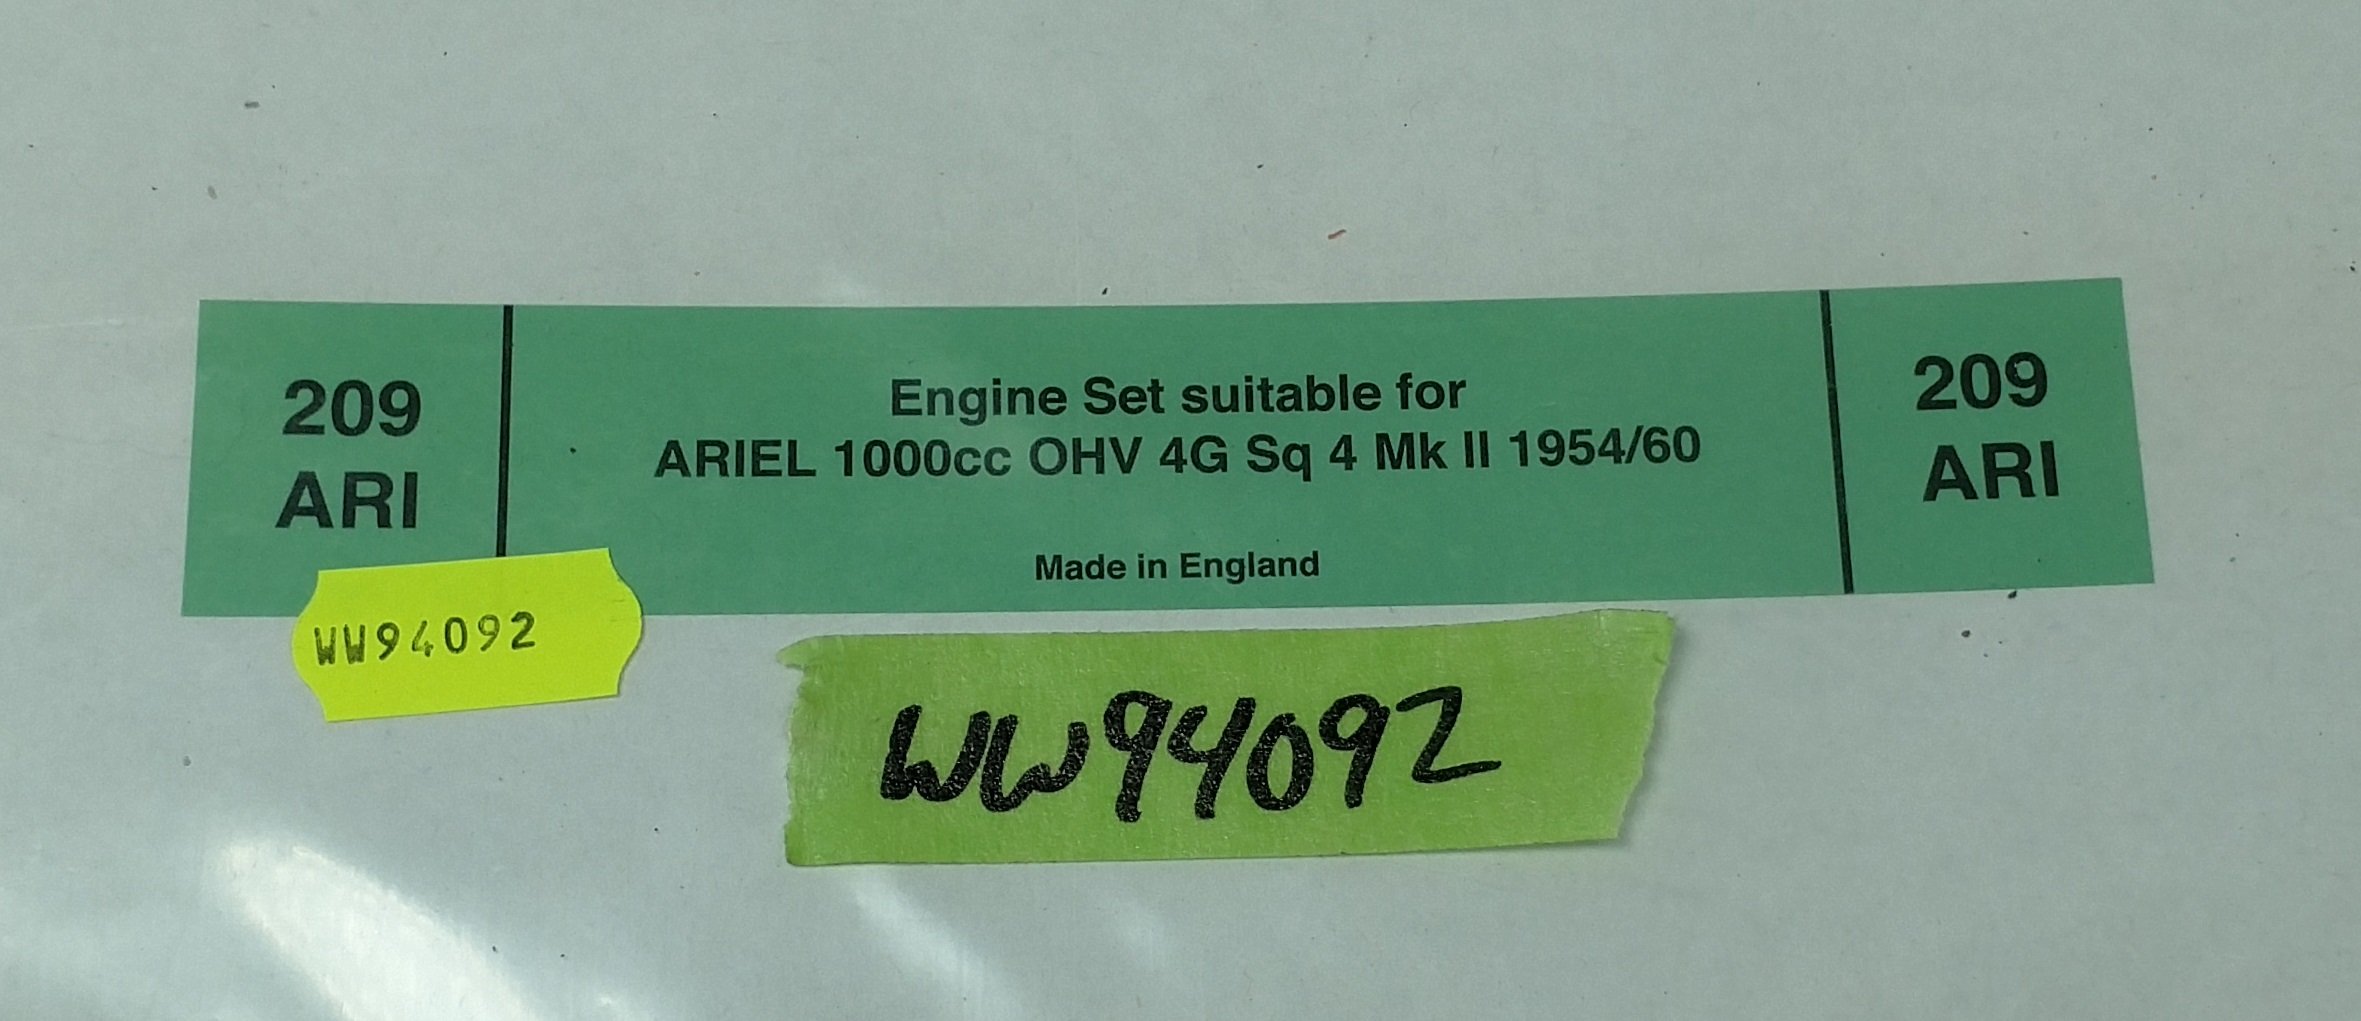 209
ARI
Engine Set suitable for
ARIEL 1000cc OHV 4G Sq 4 Mk II 1954/60
Made in England
209
ARI
WW94092
WW94092